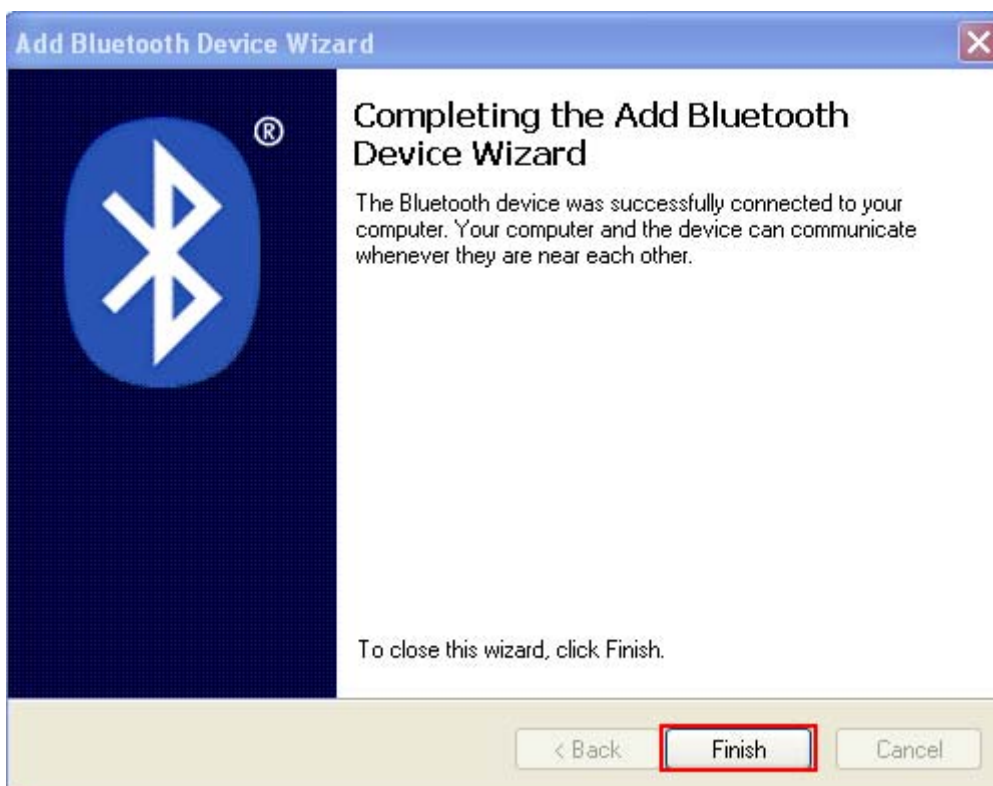 Add Bluetooth Device Wizard
®
Completing the Add Bluetooth
Device Wizard
The Bluetooth device was successfully connected to your
computer. Your computer and the device can communicate
whenever they are near each other.
To close this wizard, click Finish.
< Back Finish Cancel